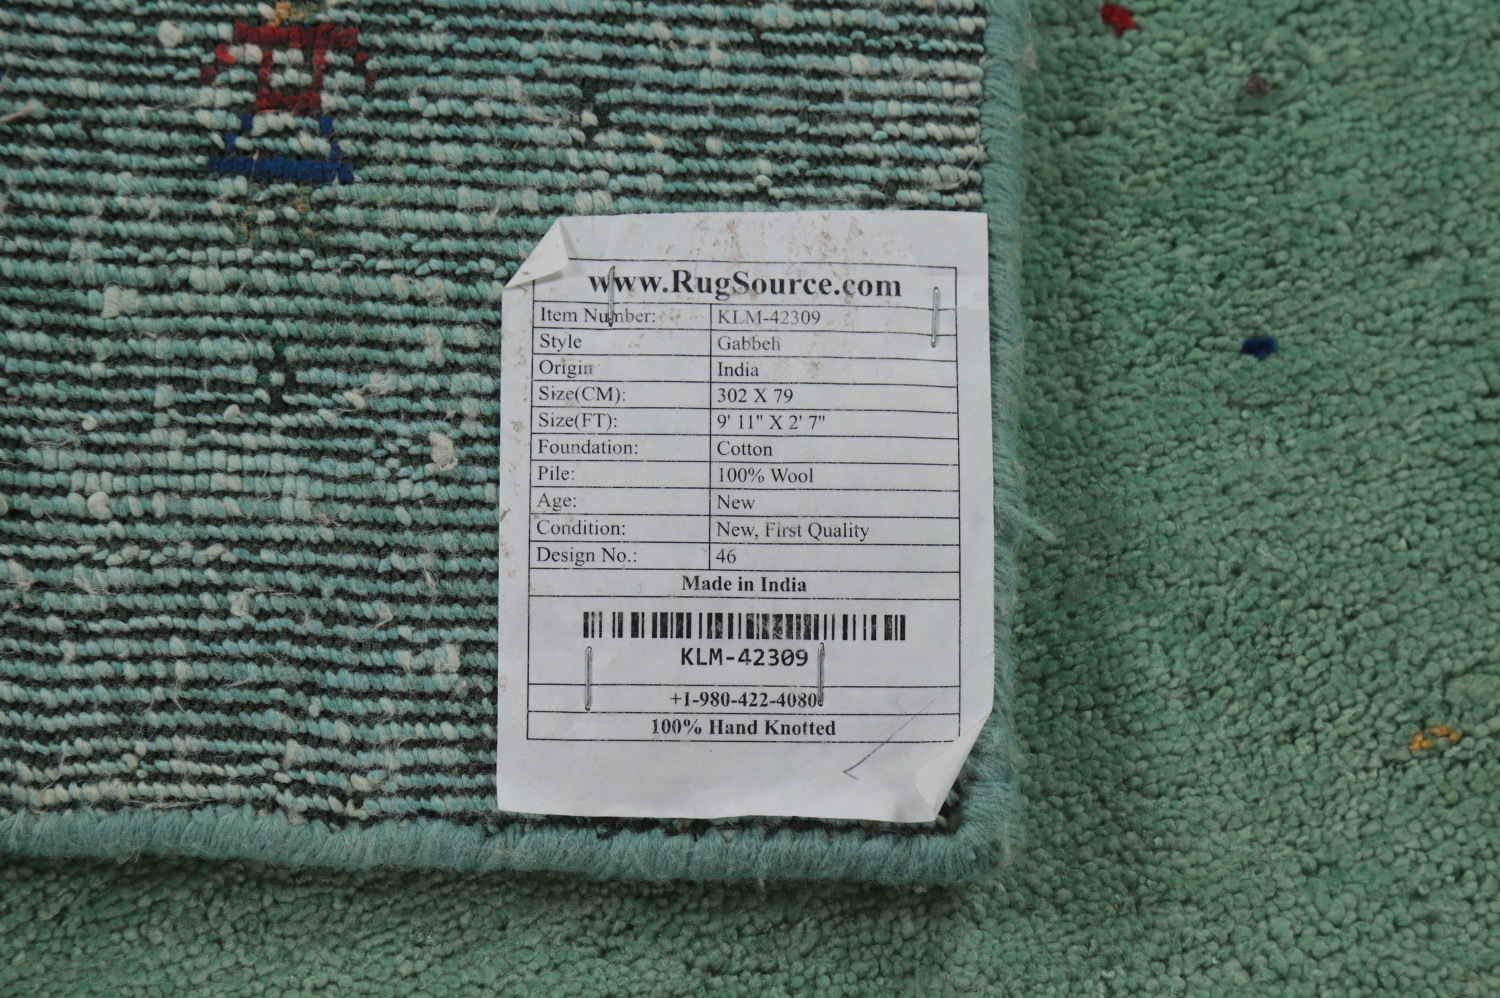 www.RugSource.com
Item Number: KLM-42309
Style Gabbeh
Origin India
Size(CM): 302 X 79
Size(FT): 9' 11" X 2' 7"
Foundation: Cotton
Pile: 100% Wool
Age: New
Condition: New, First Quality
Design No.: 46
Made in India
KLM-42309
+1-980-422-4080
100% Hand Knotted